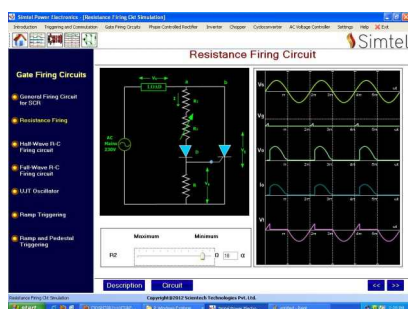 Simtel Power Electronics - [Resistance Firing Ckt Simulation]
Introduction Triggering and Commutation Gate Firing Circuits Phase Controlled Rectifier Inverter Chopper Cycloconverter AC Voltage Controller Settings Help Exit
Simtel
Resistance Firing Circuit
Gate Firing Circuits
General Firing Circuit
for SCR
Resistance Firing
Half-Wave R-C
Firing circuit
Full-Wave R-C
Firing circuit
UJT Oscillator
Ramp Triggering
Ramp and Pedestal
Triggering
LOAD
a
b
R1
R2
AC
Mains
230V
D
R
Vs
Vg
Vo
Io
Vt
Maximum Minimum
R2
α
Description Circuit
<< >>
Resistance Firing Ckt Simulation
Copyright@2012 Scientech Technologies Pvt. Ltd.